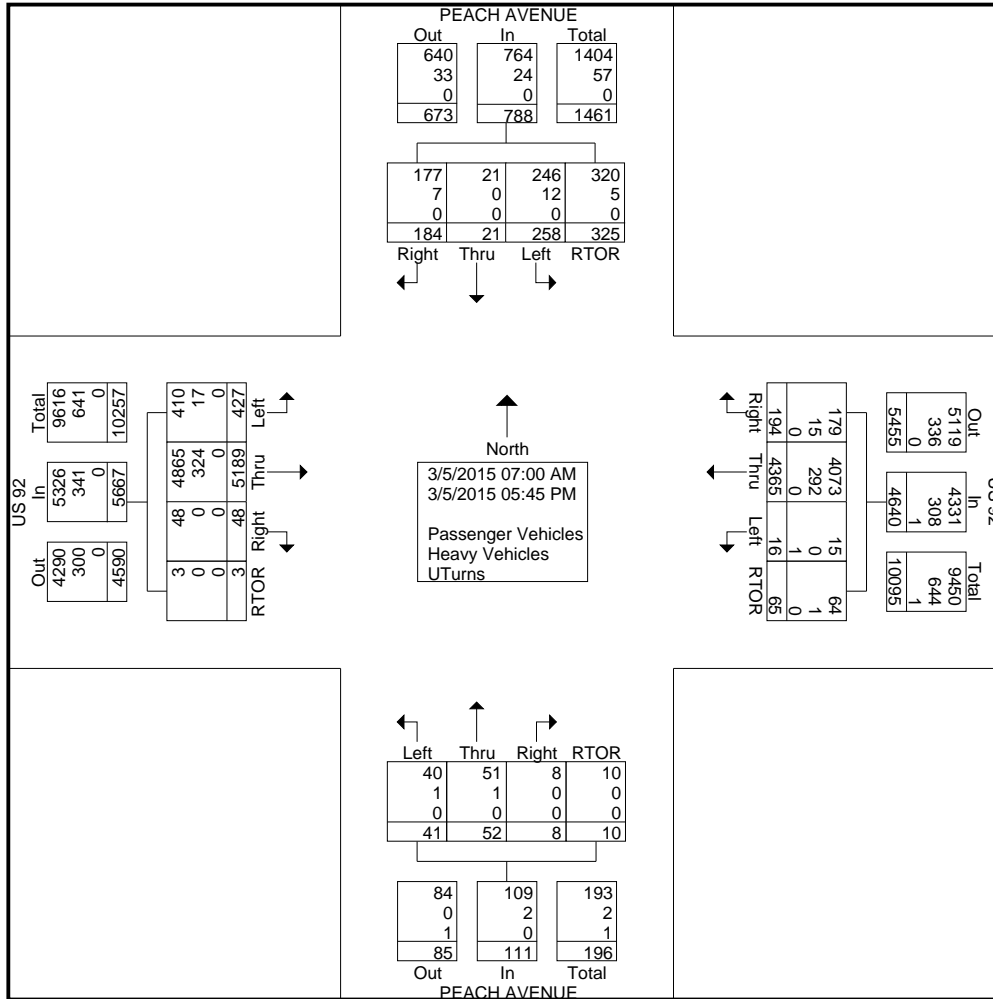 PEACH AVENUE
Out In Total
640 764 1404
33 24 57
0 0 0
673 788 1461
177 21 246 320
7 0 12 5
0 0 0 0
184 21 258 325
Right Thru Left RTOR
US 92
Total In Out
9616 5326 4290
641 341 300
0 0 0
10257 5667 4590
410 4865 48 3
17 324 0 0
0 0 0 0
427 5189 48 3
Left Thru Right RTOR
North
3/5/2015 07:00 AM
3/5/2015 05:45 PM
Passenger Vehicles
Heavy Vehicles
UTurns
Right Thru Left RTOR
179 4073 15 64
15 292 0 1
0 0 1 0
194 4365 16 65
Out In Total
5119 4331 9450
336 308 644
0 1 1
5455 4640 10095
US 92
Left Thru Right RTOR
40 51 8 10
1 1 0 0
0 0 0 0
41 52 8 10
84 109 193
0 2 2
1 0 1
85 111 196
Out In Total
PEACH AVENUE